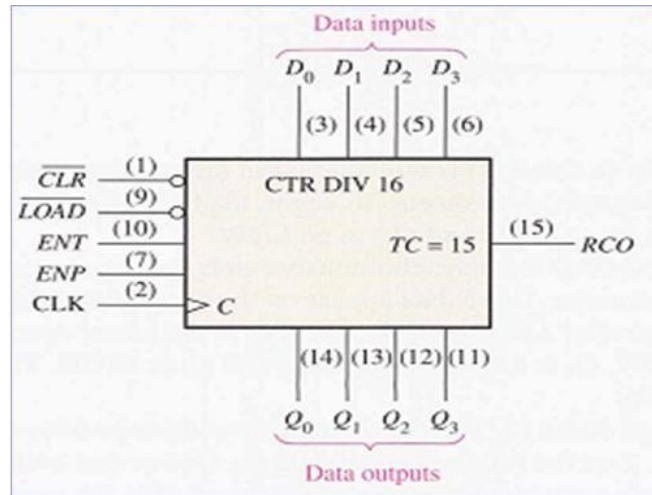 Data inputs
D₀ D₁ D₂ D₃
(3) (4) (5) (6)
CLR (1)
LOAD (9)
ENT (10)
ENP (7)
CLK (2)
CTR DIV 16
TC = 15
C
(15) RCO
(14) (13) (12) (11)
Q₀ Q₁ Q₂ Q₃
Data outputs